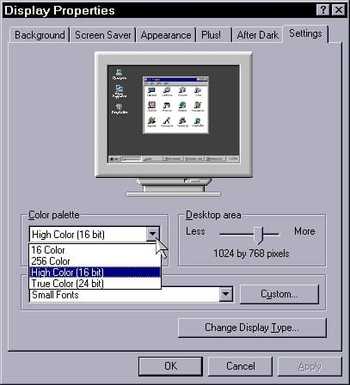 Display Properties
Background
Screen Saver
Appearance
Plus!
After Dark
Settings
Color palette
High Color (16 bit)
16 Color
256 Color
High Color (16 bit)
True Color (24 bit)
Desktop area
Less
More
1024 by 768 pixels
Small Fonts
Custom...
Change Display Type...
OK
Cancel
Apply